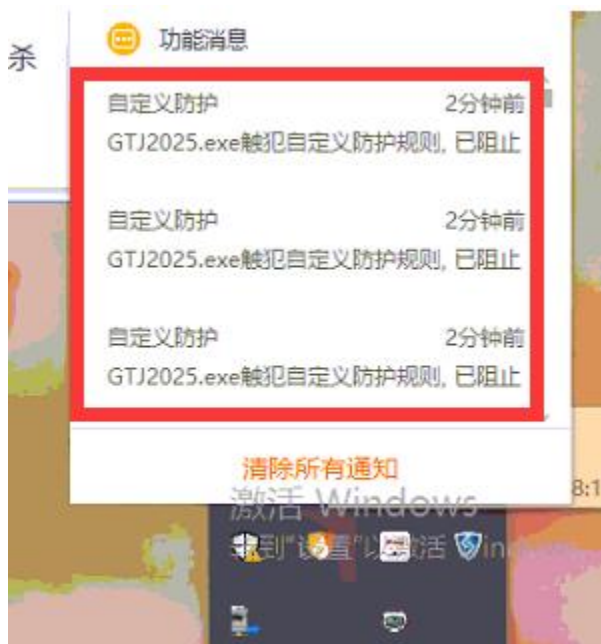 杀
功能消息
自定义防护 2分钟前
GTJ2025.exe触犯自定义防护规则, 已阻止
自定义防护 2分钟前
GTJ2025.exe触犯自定义防护规则, 已阻止
自定义防护 2分钟前
GTJ2025.exe触犯自定义防护规则, 已阻止
清除所有通知
8:1
激活 Windows
到"设置"以激活 Win